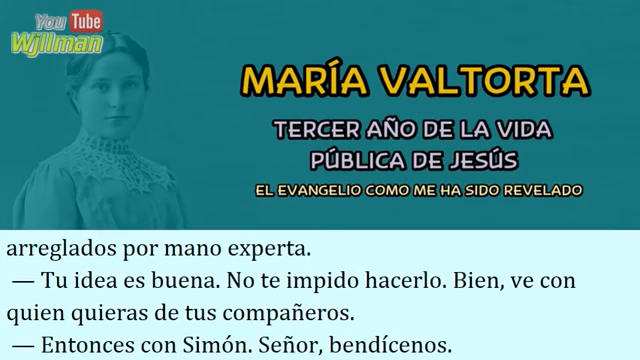 You Tube
Wjllman
MARÍA VALTORTA
TERCER AÑO DE LA VIDA
PÚBLICA DE JESÚS
EL EVANGELIO COMO ME HA SIDO REVELADO
arreglados por mano experta.
— Tu idea es buena. No te impido hacerlo. Bien, ve con
quien quieras de tus compañeros.
— Entonces con Simón. Señor, bendícenos.